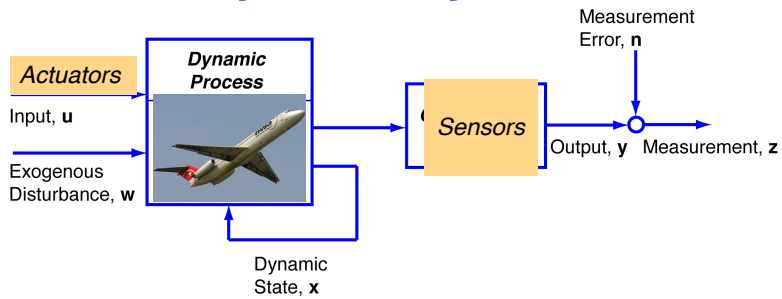 Measurement
Error, n
Dynamic
Process
Actuators
Input, u
Sensors
Output, y
Measurement, z
Exogenous
Disturbance, w
Dynamic
State, x